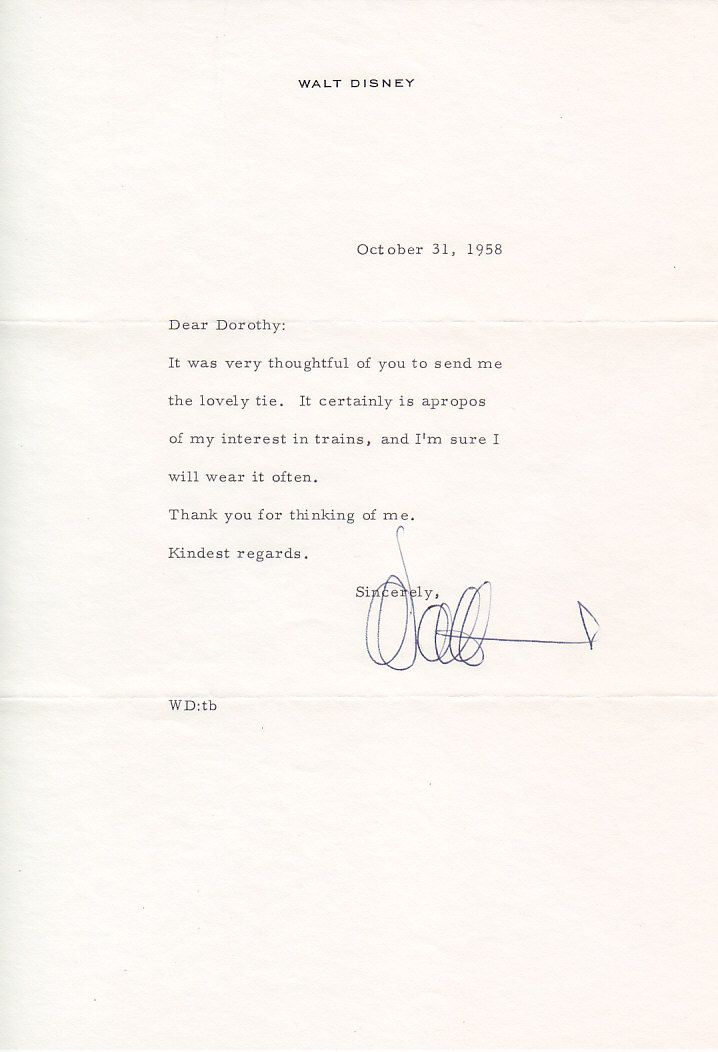 WALT DISNEY
October 31, 1958
Dear Dorothy:
It was very thoughtful of you to send me
the lovely tie. It certainly is apropos
of my interest in trains, and I'm sure I
will wear it often.
Thank you for thinking of me.
Kindest regards.
Sincerely,
Walt
WD:tb